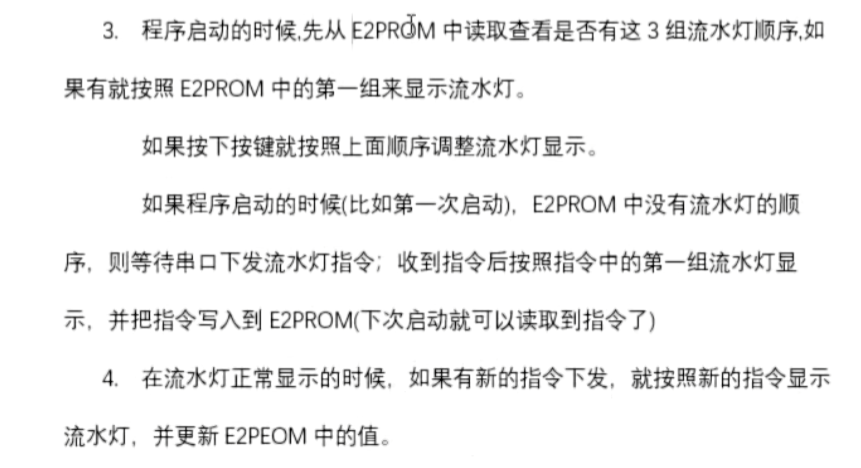 3. 程序启动的时候,先从 E2PROM 中读取查看是否有这 3 组流水灯顺序,如
果有就按照 E2PROM 中的第一组来显示流水灯。
如果按下按键就按照上面顺序调整流水灯显示。
如果程序启动的时候(比如第一次启动)，E2PROM 中没有流水灯的顺
序，则等待串口下发流水灯指令；收到指令后按照指令中的第一组流水灯显
示，并把指令写入到 E2PROM(下次启动就可以读取到指令了)
4. 在流水灯正常显示的时候，如果有新的指令下发，就按照新的指令显示
流水灯，并更新 E2PEOM 中的值。